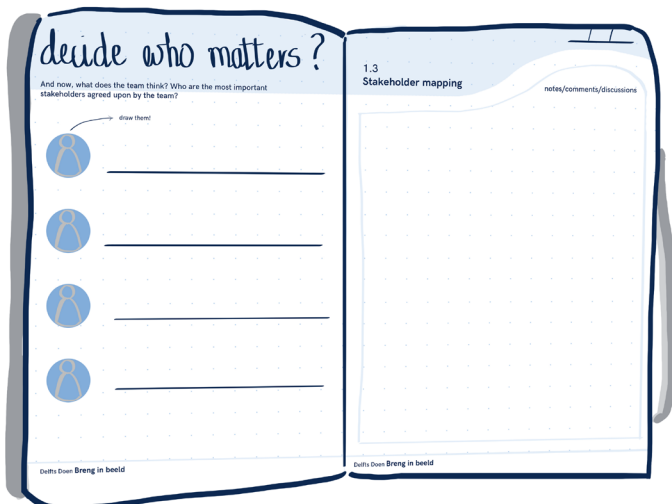 decide who matters?
And now, what does the team think? Who are the most important
stakeholders agreed upon by the team?
draw them!
Delfts Doen Breng in beeld
1.3
Stakeholder mapping
notes/comments/discussions
Delfts Doen Breng in beeld